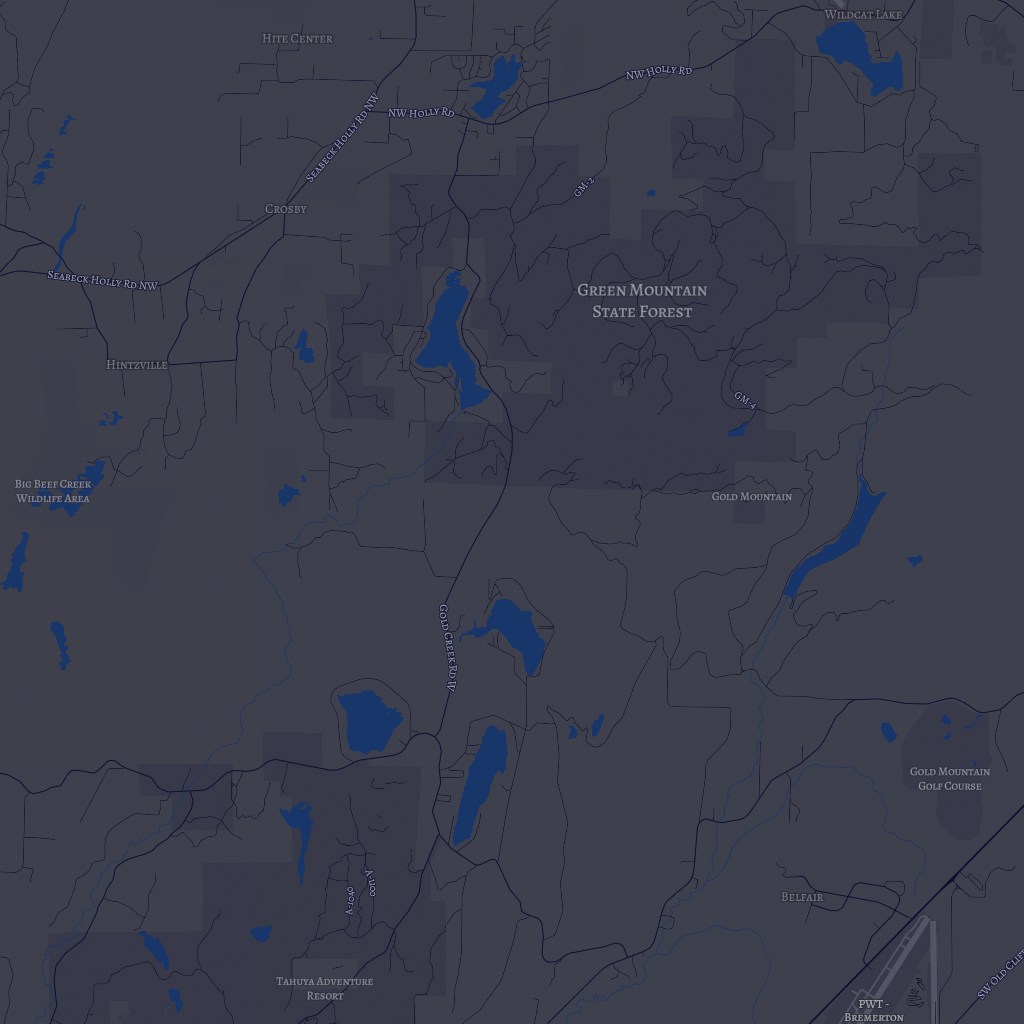 Wildcat Lake
Hite Center
NW Holly Rd
NW Holly Rd
Seabeck Holly Rd NW
GM-2
Crosby
Seabeck Holly Rd NW
Green Mountain
State Forest
Hintzville
GM-4
Big Beef Creek
Wildlife Area
Gold Mountain
Gold Creek Rd W
Gold Mountain
Golf Course
A-1100
A-1040
Belfair
Tahuya Adventure
Resort
SW Old Clif
PWT -
Bremerton